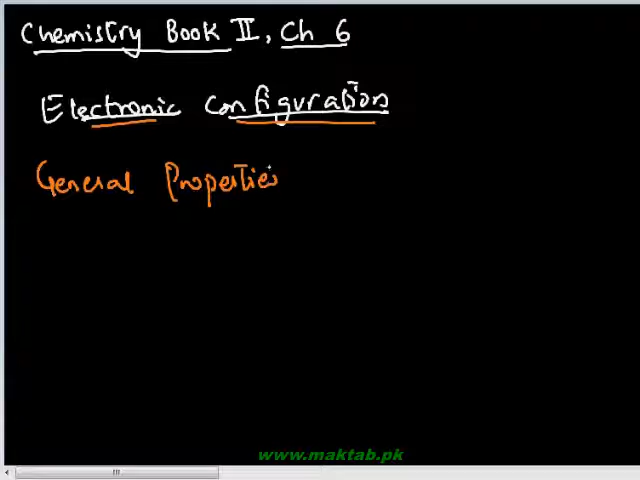 Chemistry Book II, Ch 6
Electronic Configuration
General Properties
www.maktab.pk